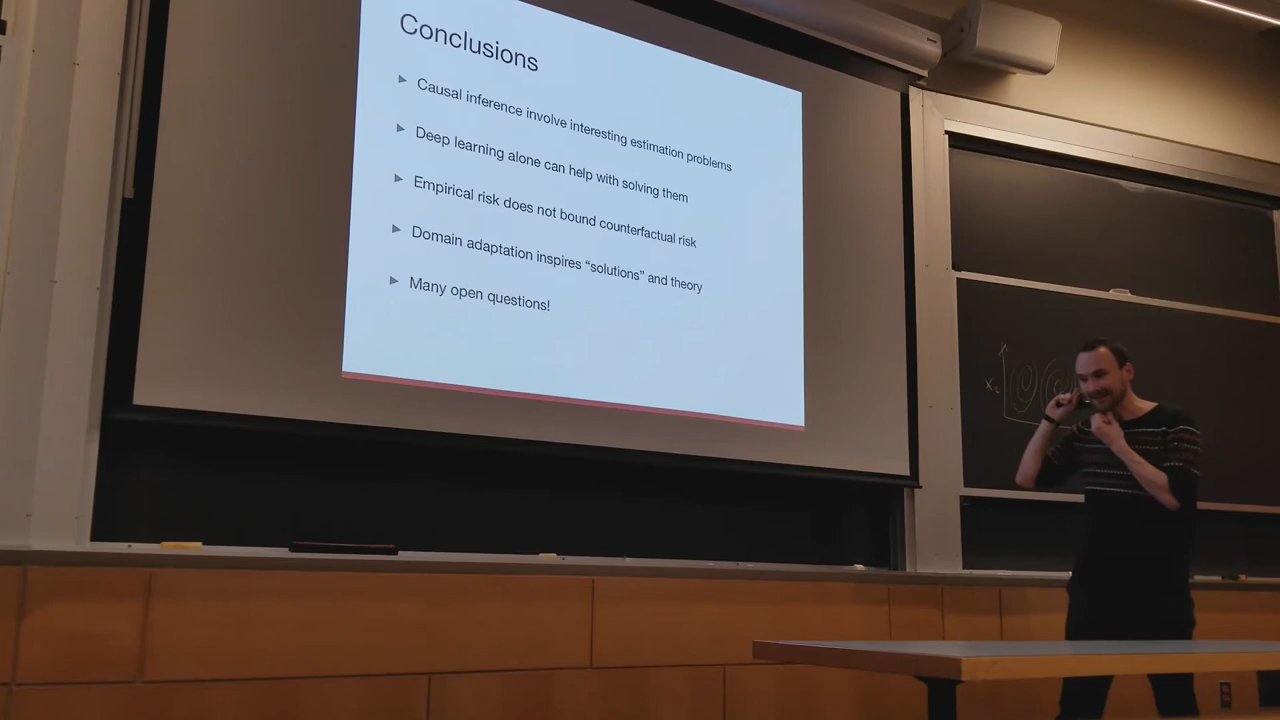 Conclusions
Causal inference involve interesting estimation problems
Deep learning alone can help with solving them
Empirical risk does not bound counterfactual risk
Domain adaptation inspires “solutions” and theory
Many open questions!